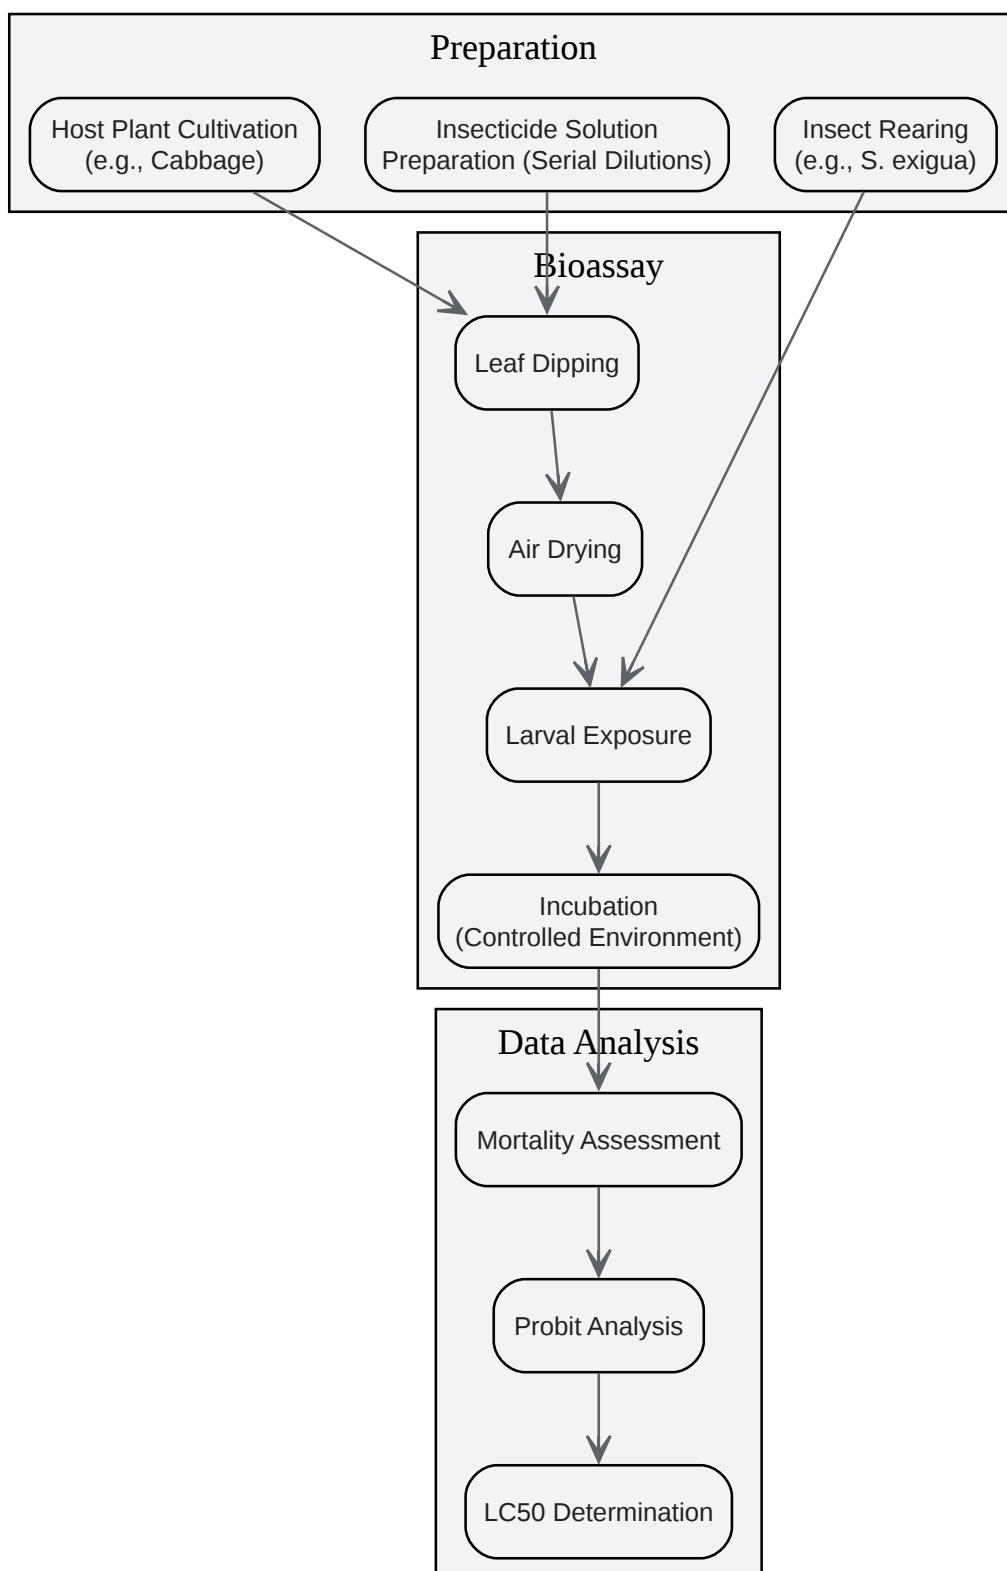 Preparation
Host Plant Cultivation
(e.g., Cabbage)
Insecticide Solution
Preparation (Serial Dilutions)
Insect Rearing
(e.g., S. exigua)
Bioassay
Leaf Dipping
Air Drying
Larval Exposure
Incubation
(Controlled Environment)
Data Analysis
Mortality Assessment
Probit Analysis
LC50 Determination